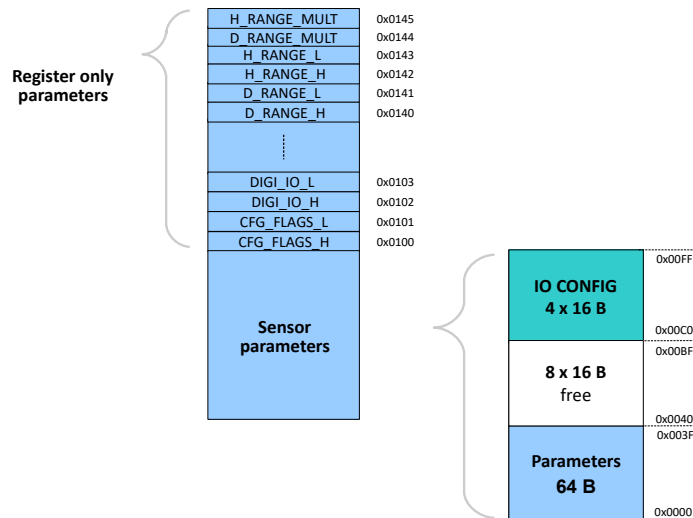 H_RANGE_MULT 0x0145
D_RANGE_MULT 0x0144
H_RANGE_L 0x0143
H_RANGE_H 0x0142
D_RANGE_L 0x0141
D_RANGE_H 0x0140
Register only
parameters
DIGI_IO_L 0x0103
DIGI_IO_H 0x0102
CFG_FLAGS_L 0x0101
CFG_FLAGS_H 0x0100
Sensor
parameters
0x00FF
IO CONFIG
4 x 16 B
0x00C0
0x00BF
8 x 16 B
free
0x0040
0x003F
Parameters
64 B
0x0000